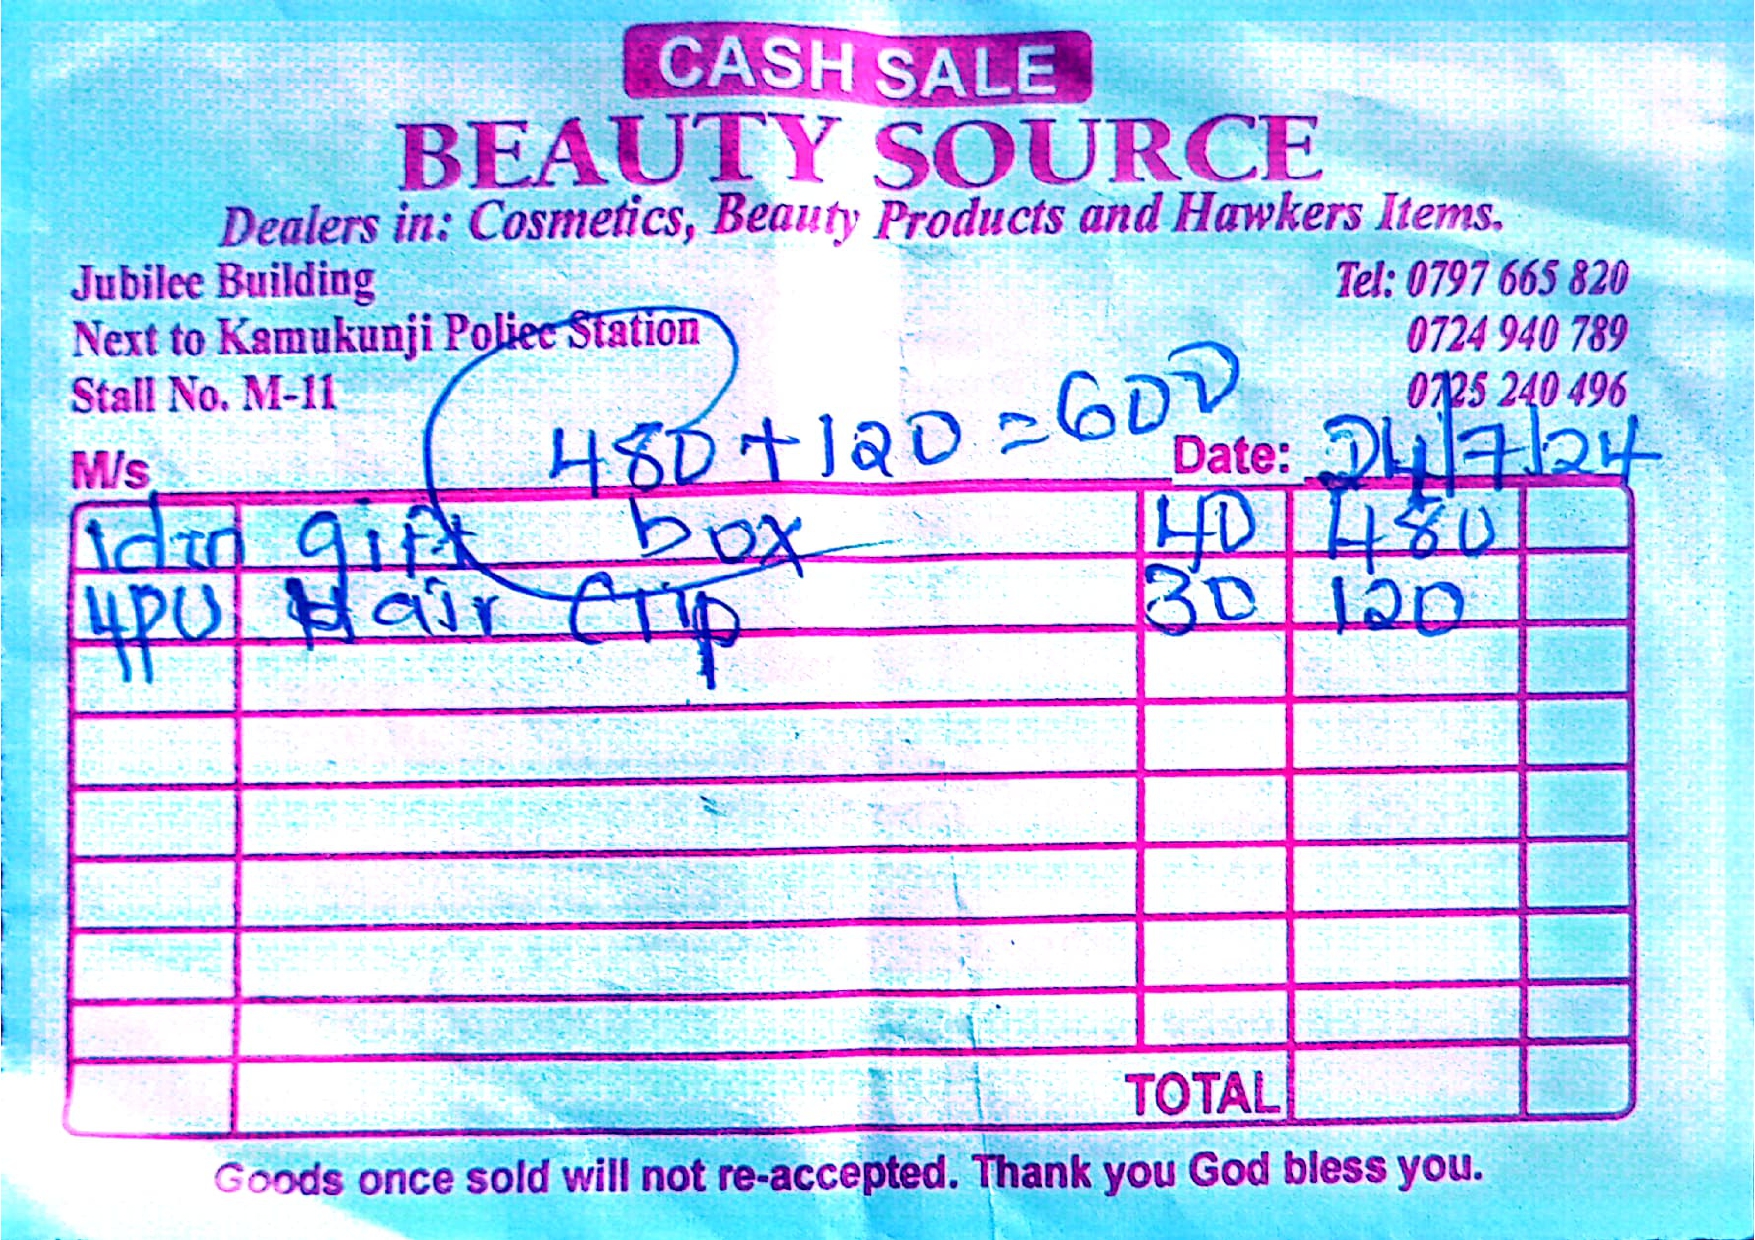 CASH SALE
BEAUTY SOURCE
Dealers in: Cosmetics, Beauty Products and Hawkers Items.
Jubilee Building
Next to Kamukunji Police Station
Stall No. M-11
Tel: 0797 665 820
0724 940 789
0725 240 496
480 + 120 = 600
M/s
Date: 24/7/24
gift box 40 480
Hair Clip 30 120
TOTAL
Goods once sold will not re-accepted. Thank you God bless you.